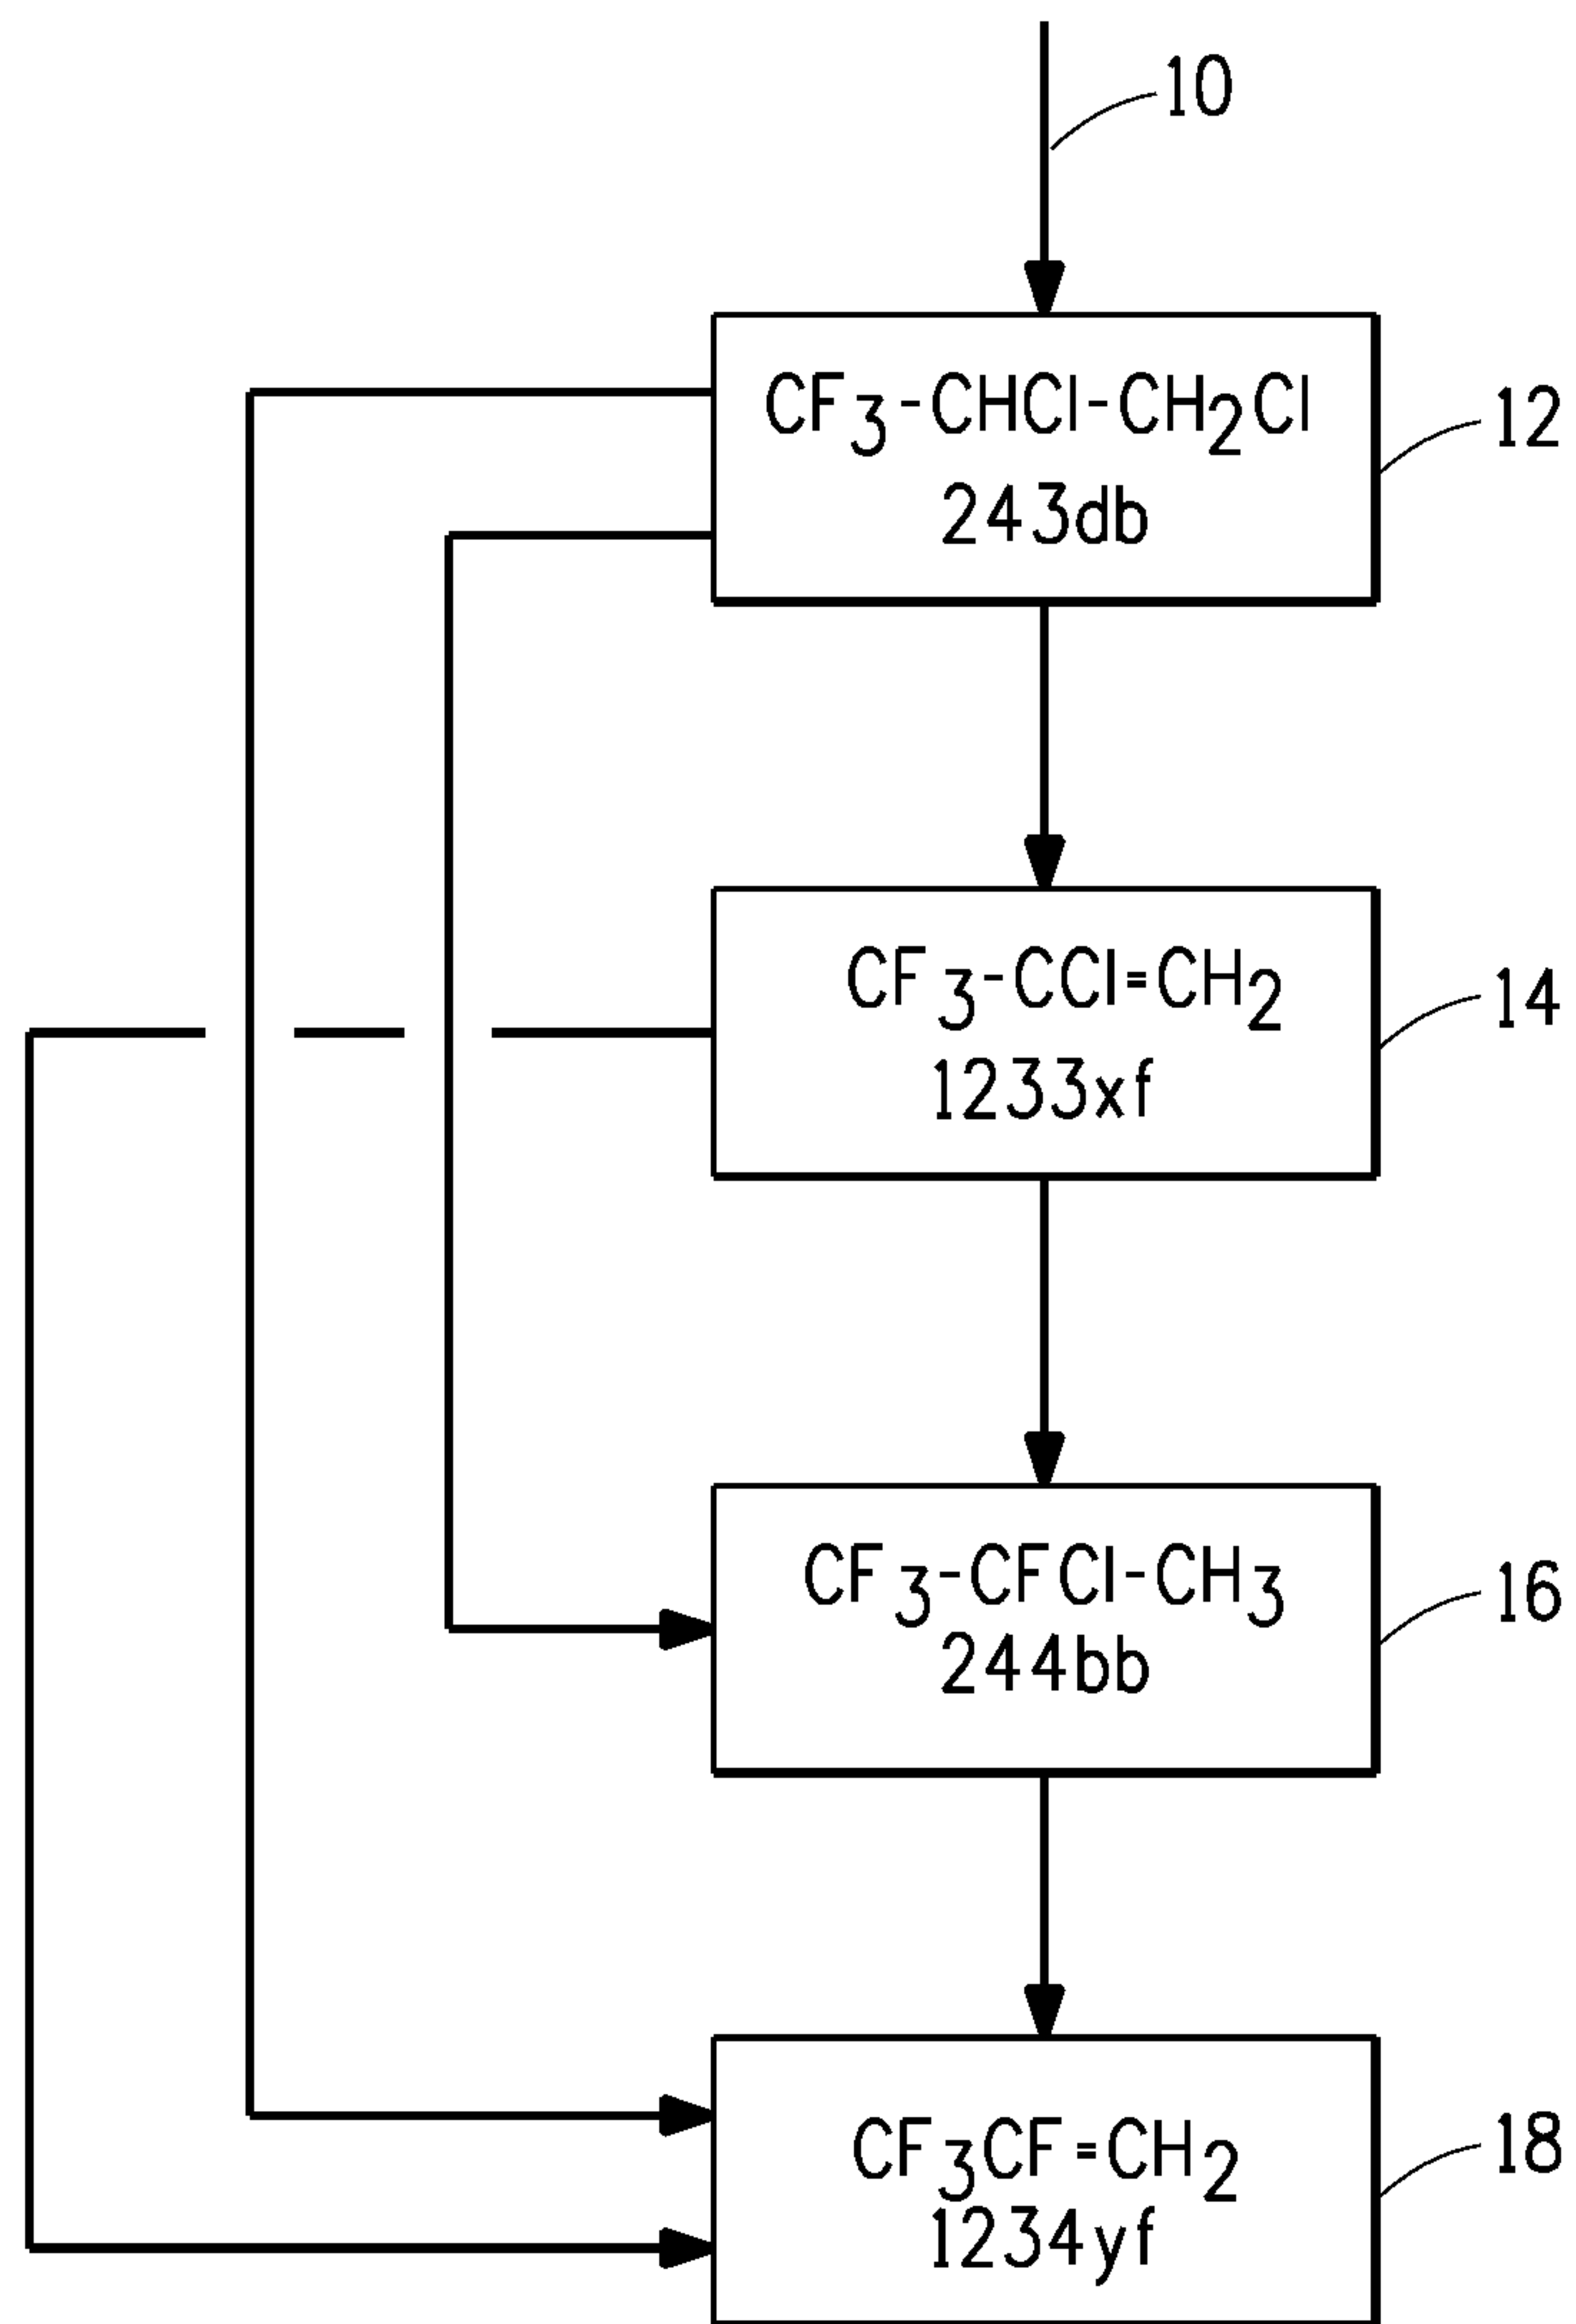 10
CF3-CHCl-CH2Cl
243db
12
CF3-CCl=CH2
1233xf
14
CF3-CFCl-CH3
244bb
16
CF3CF=CH2
1234yf
18